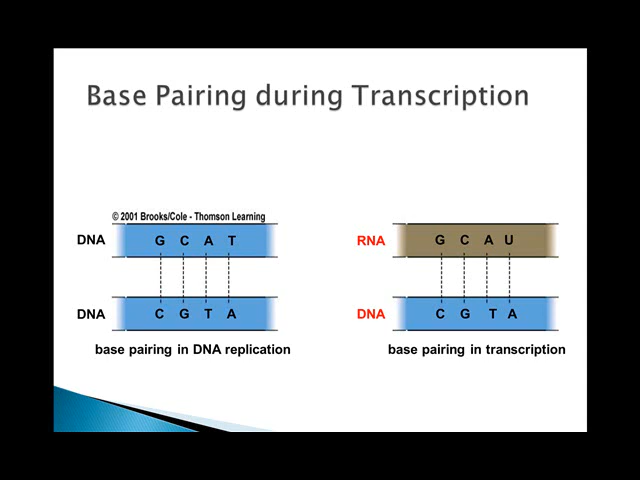 Base Pairing during Transcription
© 2001 Brooks/Cole - Thomson Learning
DNA G C A T
DNA C G T A
base pairing in DNA replication
RNA G C A U
DNA C G T A
base pairing in transcription